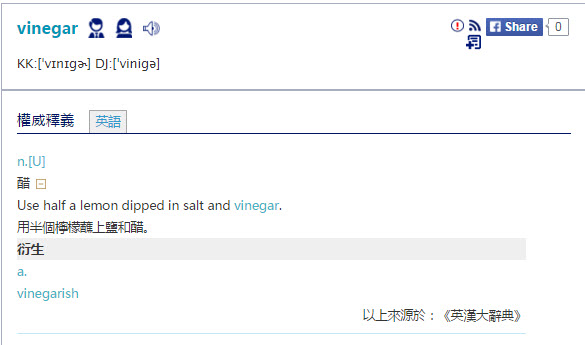 vinegar
Share 0
KK:[ˋvɪnɪgɚ] DJ:[ˋvinigə]
權威釋義 英語
n.[U]
醋
Use half a lemon dipped in salt and vinegar.
用半個檸檬蘸上鹽和醋。
衍生
a.
vinegarish
以上來源於：《英漢大辭典》